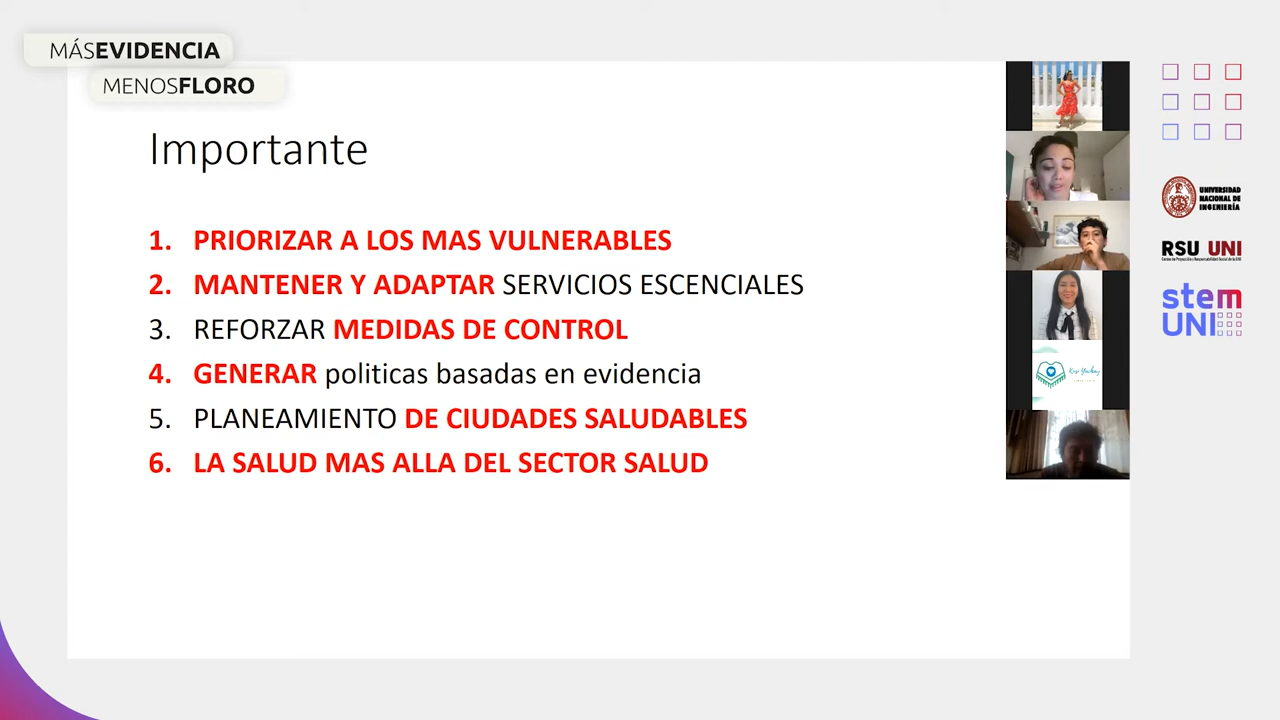 MÁSEVIDENCIA
MENOSFLORO
Importante
1. PRIORIZAR A LOS MAS VULNERABLES
2. MANTENER Y ADAPTAR SERVICIOS ESCENCIALES
3. REFORZAR MEDIDAS DE CONTROL
4. GENERAR politicas basadas en evidencia
5. PLANEAMIENTO DE CIUDADES SALUDABLES
6. LA SALUD MAS ALLA DEL SECTOR SALUD
UNIVERSIDAD
NACIONAL DE
INGENIERÍA
RSU UNI
stem
UNI